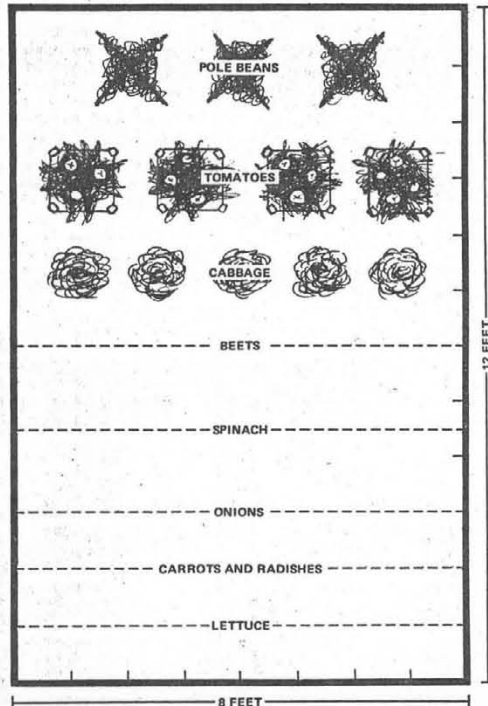 POLE BEANS
TOMATOES
CABBAGE
BEETS
SPINACH
ONIONS
CARROTS AND RADISHES
LETTUCE
12 FEET
8 FEET